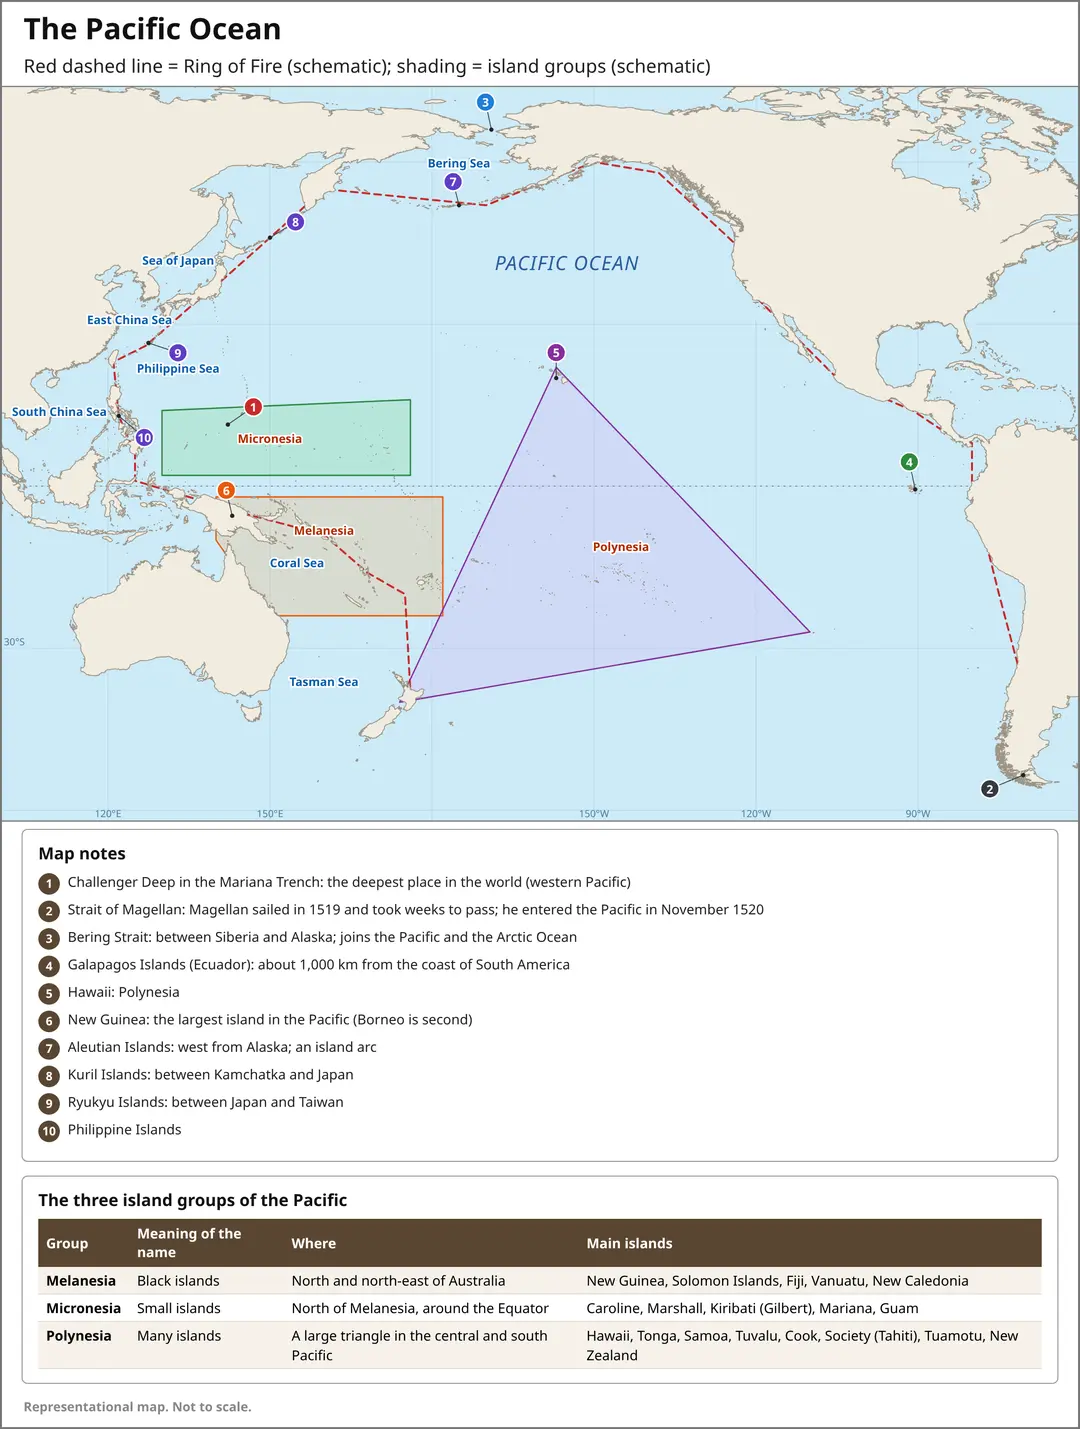 The Pacific Ocean
Red dashed line = Ring of Fire (schematic); shading = island groups (schematic)
3
Bering Sea
7
8
Sea of Japan
PACIFIC OCEAN
East China Sea
9
5
Philippine Sea
1
South China Sea
10
Micronesia
4
6
Melanesia
Polynesia
Coral Sea
30°S
Tasman Sea
2
120°E
150°E
150°W
120°W
90°W
Map notes
1 Challenger Deep in the Mariana Trench: the deepest place in the world (western Pacific)
2 Strait of Magellan: Magellan sailed in 1519 and took weeks to pass; he entered the Pacific in November 1520
3 Bering Strait: between Siberia and Alaska; joins the Pacific and the Arctic Ocean
4 Galapagos Islands (Ecuador): about 1,000 km from the coast of South America
5 Hawaii: Polynesia
6 New Guinea: the largest island in the Pacific (Borneo is second)
7 Aleutian Islands: west from Alaska; an island arc
8 Kuril Islands: between Kamchatka and Japan
9 Ryukyu Islands: between Japan and Taiwan
10 Philippine Islands
The three island groups of the Pacific
Group
Meaning of the
name
Where
Main islands
Melanesia
Black islands
North and north-east of Australia
New Guinea, Solomon Islands, Fiji, Vanuatu, New Caledonia
Micronesia
Small islands
North of Melanesia, around the Equator
Caroline, Marshall, Kiribati (Gilbert), Mariana, Guam
Polynesia
Many islands
A large triangle in the central and south
Pacific
Hawaii, Tonga, Samoa, Tuvalu, Cook, Society (Tahiti), Tuamotu, New
Zealand
Representational map. Not to scale.